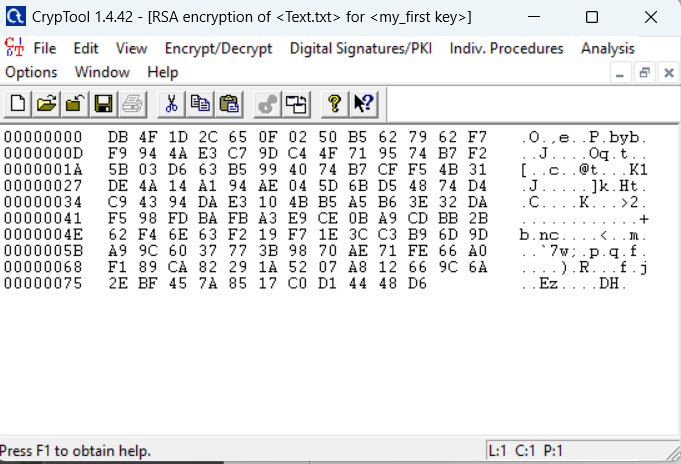 CrypTool 1.4.42 - [RSA encryption of <Text.txt> for <my_first key>]
File Edit View Encrypt/Decrypt Digital Signatures/PKI Indiv. Procedures Analysis
Options Window Help
00000000 DB 4F 1D 2C 65 0F 02 50 B5 62 79 62 F7 .O.,e..P.byb.
0000000D F9 94 4A E3 C7 9D C4 4F 71 95 74 B7 F2 ..J....Oq.t..
0000001A 5B 03 D6 63 B5 99 40 74 B7 CF F5 4B 31 [..c..@t...K1
00000027 DE 4A 14 A1 94 AE 04 5D 6B D5 48 74 D4 .J.....]k.Ht.
00000034 C9 43 94 DA E3 10 4B B5 A5 B6 3E 32 DA .C....K...>2.
00000041 F5 98 FD BA FB A3 E9 CE 0B A9 CD BB 2B ............+
0000004E 62 F4 6E 63 F2 19 F7 1E 3C C3 B9 6D 9D b.nc....<..m.
0000005B A9 9C 60 37 77 3B 98 70 AE 71 FE 66 A0 ..`7w;.p.q.f.
00000068 F1 89 CA 82 29 1A 52 07 A8 12 66 9C 6A ....).R...f.j
00000075 2E BF 45 7A 85 17 C0 D1 44 48 D6 ..Ez....DH.
Press F1 to obtain help. L:1 C:1 P:1